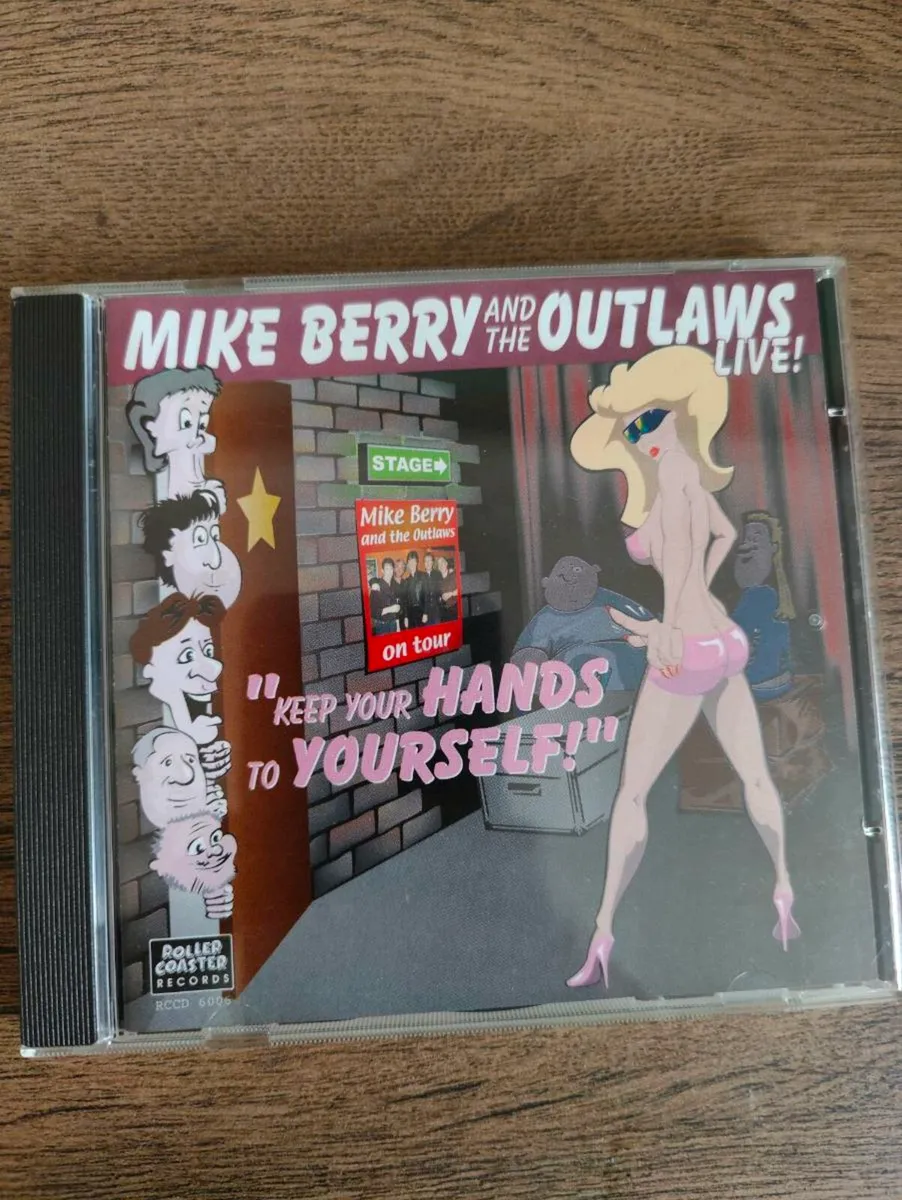 MIKE BERRY AND THE OUTLAWS
LIVE!
STAGE
Mike Berry
and the Outlaws
on tour
"KEEP YOUR HANDS
TO YOURSELF!"
ROLLER
COASTER
RECORDS
RCCD